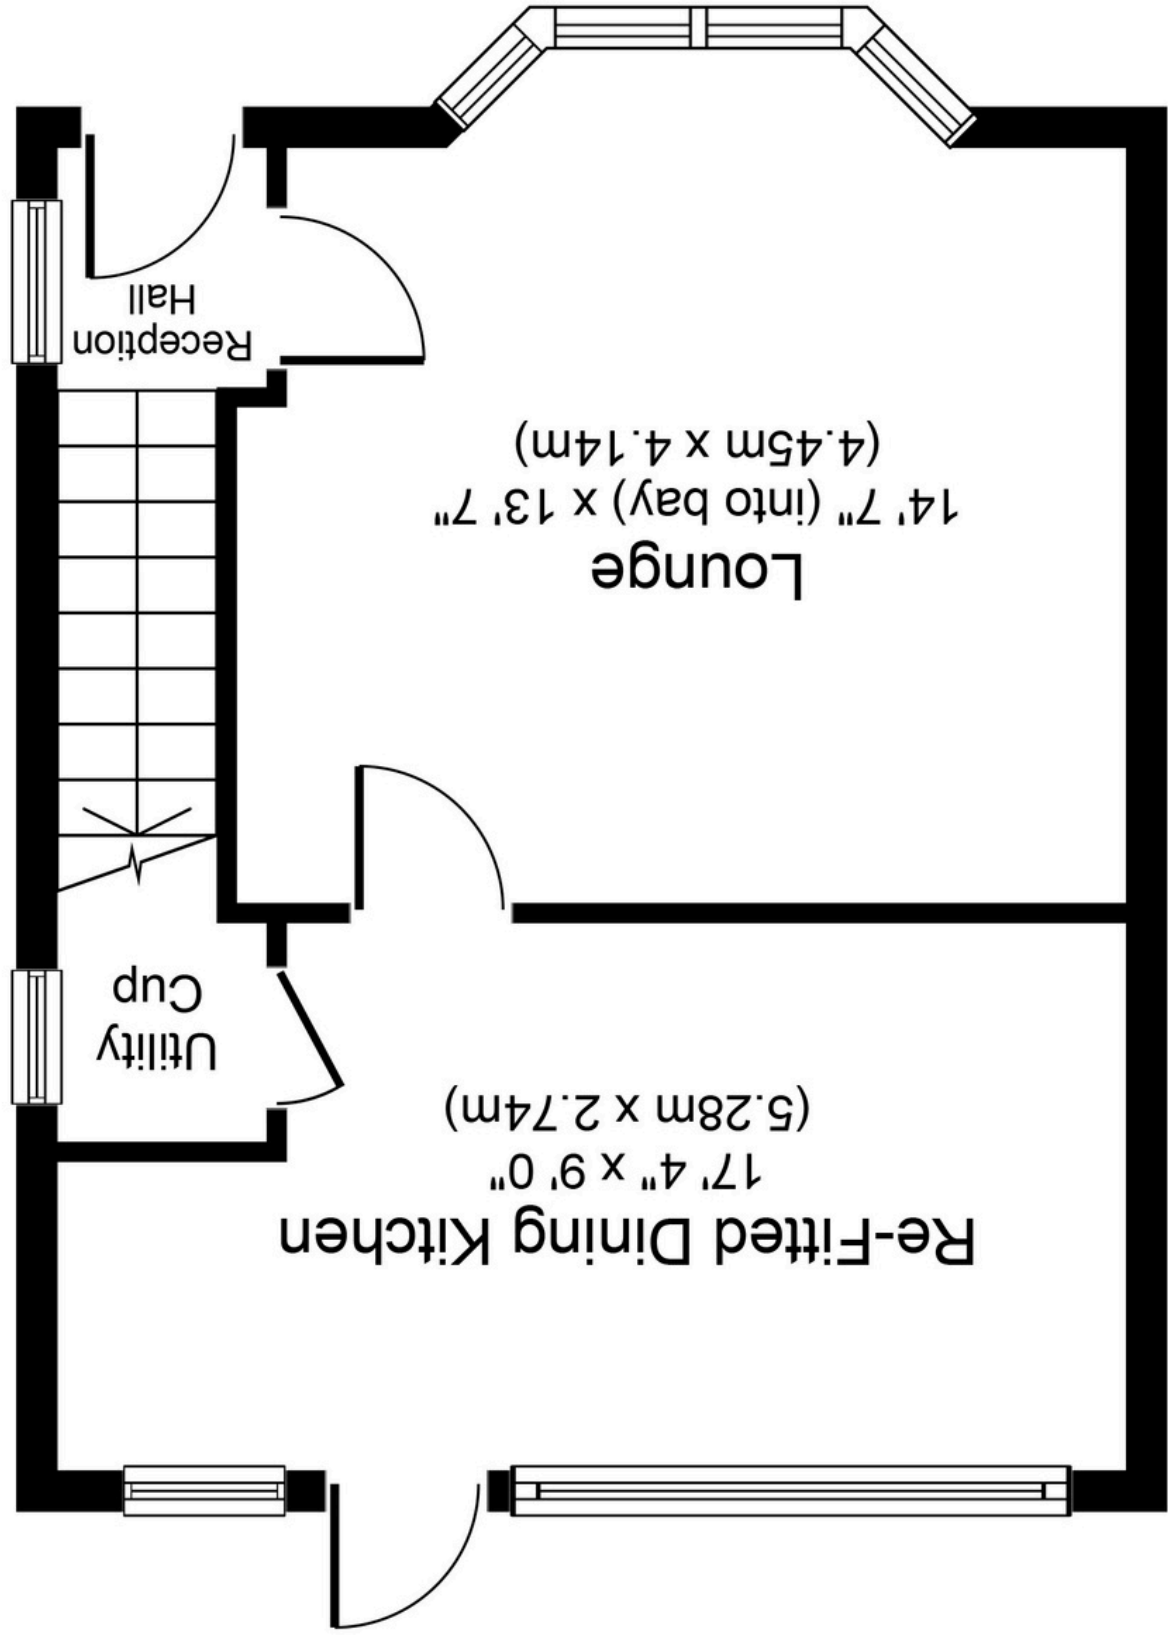 Re-Fitted Dining Kitchen
17' 4" x 9' 0"
(5.28m x 2.74m)
Utility
Cup
Lounge
14' 7" (into bay) x 13' 7"
(4.45m x 4.14m)
Reception
Hall